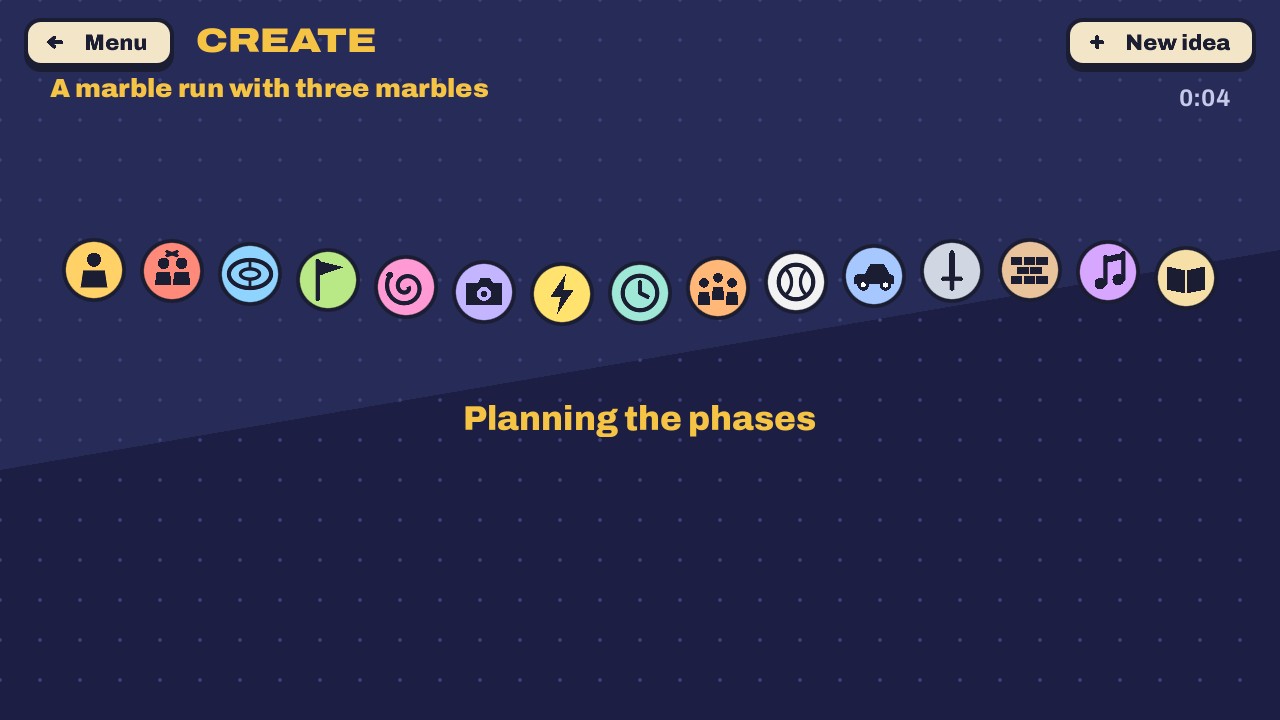 Menu
CREATE
New idea
A marble run with three marbles
0:04
Planning the phases